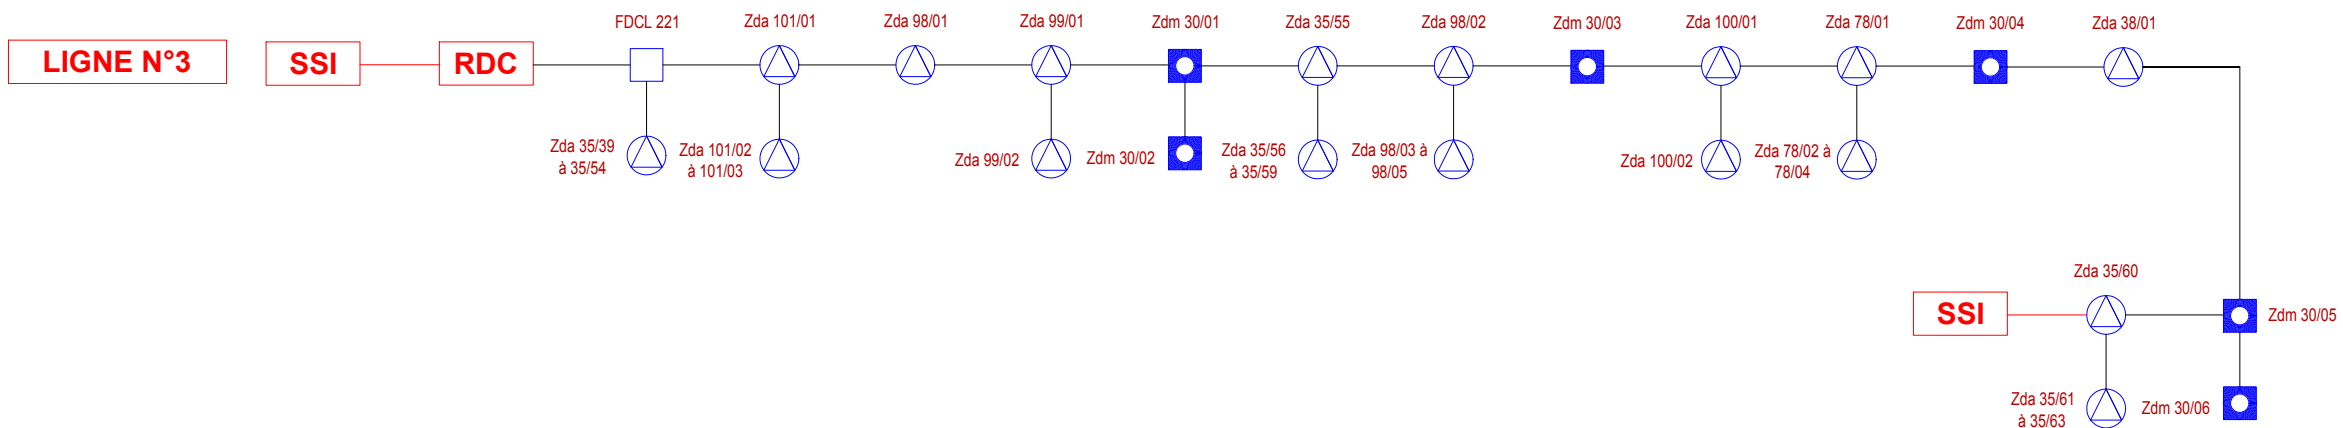 FDCL 221
Zda 101/01
Zda 98/01
Zda 99/01
Zdm 30/01
Zda 35/55
Zda 98/02
Zdm 30/03
Zda 100/01
Zda 78/01
Zdm 30/04
Zda 38/01
LIGNE N°3
SSI
RDC
Zda 35/39
à 35/54
Zda 101/02
à 101/03
Zda 99/02
Zdm 30/02
Zda 35/56
à 35/59
Zda 98/03 à
98/05
Zda 100/02
Zda 78/02 à
78/04
Zda 35/60
SSI
Zdm 30/05
Zda 35/61
à 35/63
Zdm 30/06